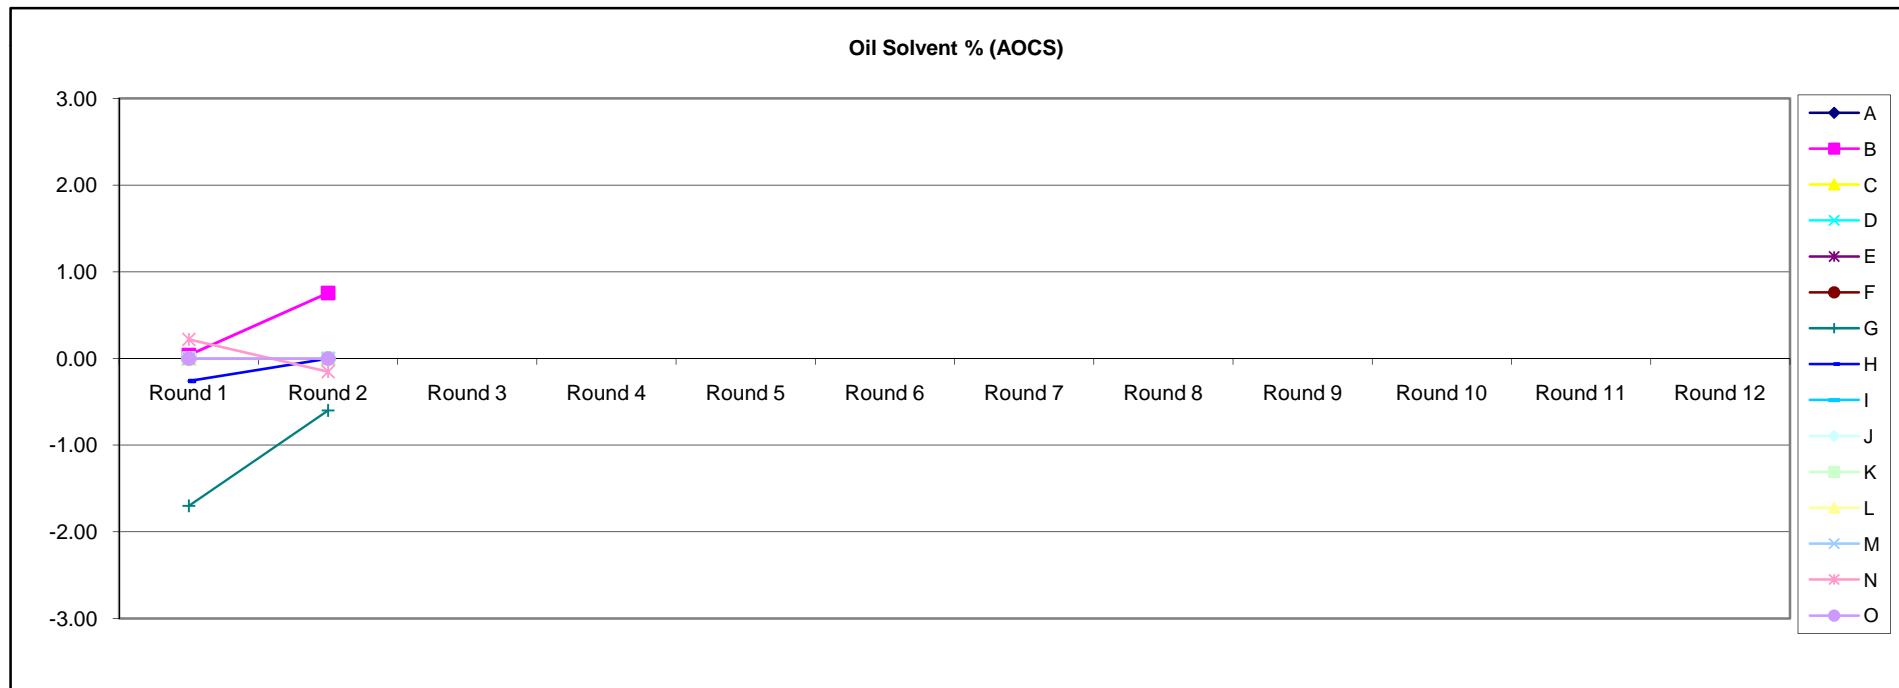 Oil Solvent % (AOCS)
3.00
2.00
1.00
0.00
-1.00
-2.00
-3.00
Round 1 Round 2 Round 3 Round 4 Round 5 Round 6 Round 7 Round 8 Round 9 Round 10 Round 11 Round 12
A
B
C
D
E
F
G
H
I
J
K
L
M
N
O